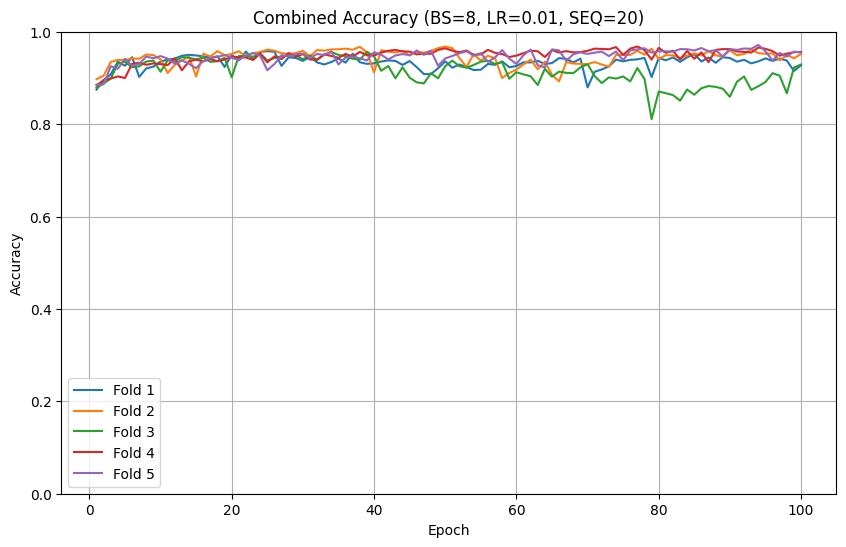 Combined Accuracy (BS=8, LR=0.01, SEQ=20)
Accuracy
1.0
0.8
0.6
0.4
0.2
0.0
Fold 1
Fold 2
Fold 3
Fold 4
Fold 5
0 20 40 60 80 100
Epoch